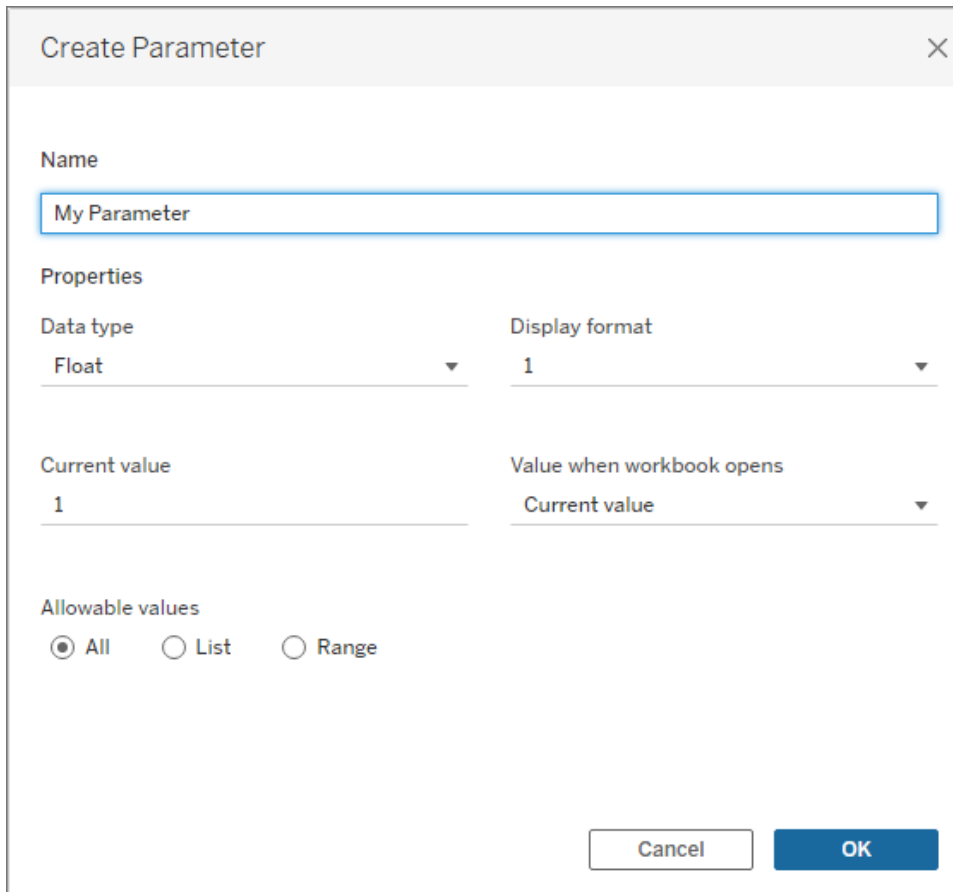 Create Parameter
Name
My Parameter
Properties
Data type Display format
Float 1
Current value Value when workbook opens
1 Current value
Allowable values
All List Range
Cancel OK